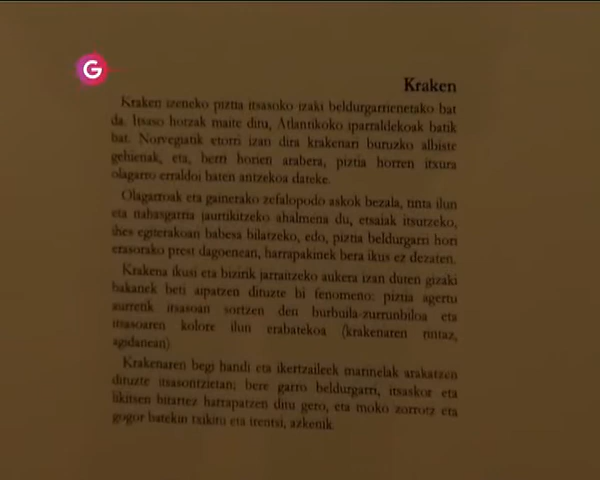 G
Kraken
Kraken izeneko piztia itsasoko izaki beldurgarrienetako bat
da. Itsaso hotzak maite ditu, Atlantikoko iparraldekoak batik
bat. Norvegiatik etorri izan dira krakenari buruzko albiste
gehienak, eta, berri horien arabera, piztia horren itxura
olagarro erraldoi baten antzekoa dateke.
Olagarroak eta gainerako zefalopodo askok bezala, tinta ilun
eta nahasgarria jaurtikitzeko ahalmena du, etsaiak itsutzeko,
ihes egiterakoan babesa bilatzeko, edo, piztia beldurgarri hori
erasorako prest dagoenean, harrapakinek bera ikus ez dezaten.
Krakena ikusi eta bizirik jarraitzeko aukera izan duten gizaki
bakanek beti aipatzen dituzte bi fenomeno: piztia agertu
aurretik itsasoan sortzen den burbuila-zurrunbiloa eta
itsasoaren kolore ilun erabatekoa (krakenaren tintaz,
agidanean).
Krakenaren begi handi eta ikertzaileek marinelak arakatzen
dituzte itsasontzietan; bere garro beldurgarri, itsaskor eta
likitsen bitartez harrapatzen ditu gero, eta moko zorrotz eta
gogor batekin txikitu eta irentsi, azkenik.